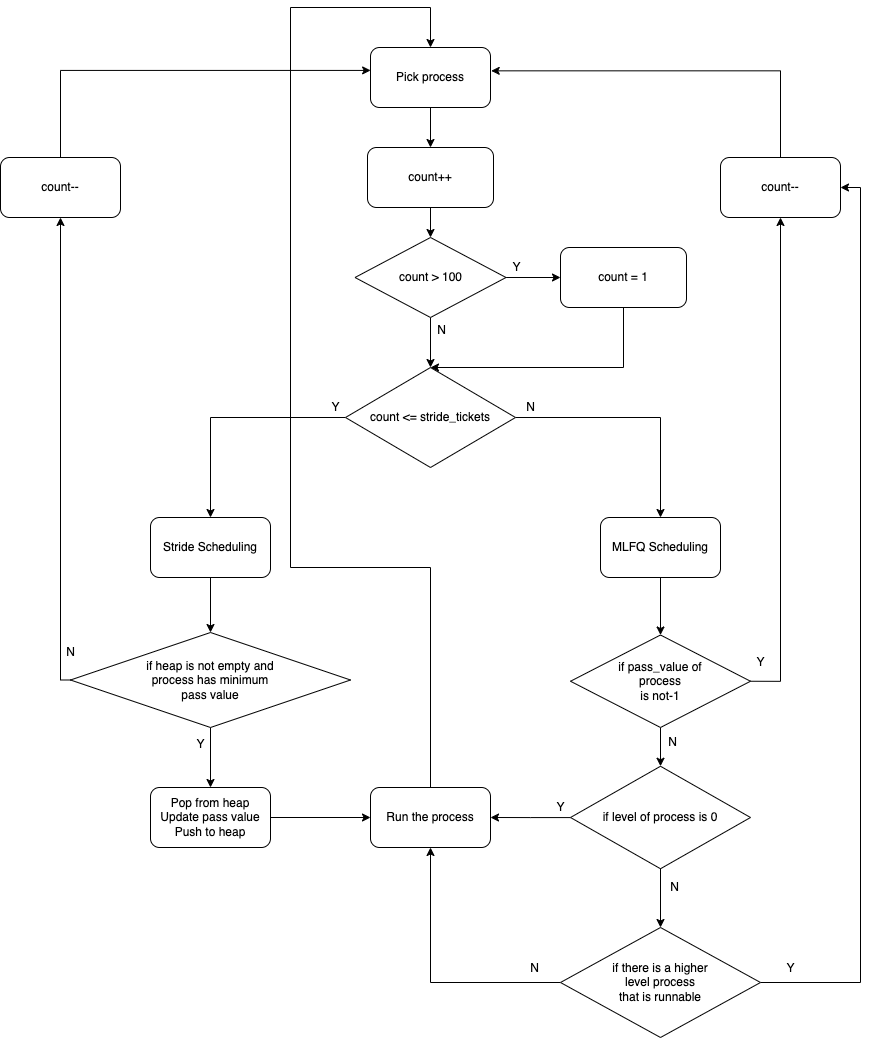 Pick process
count--
count++
count--
count > 100
Y
count = 1
N
Y
count <= stride_tickets
N
Stride Scheduling
MLFQ Scheduling
N
if heap is not empty and
process has minimum
pass value
if pass_value of
process
is not-1
Y
Y
N
Pop from heap
Update pass value
Push to heap
Run the process
Y
if level of process is 0
N
N
if there is a higher
level process
that is runnable
Y